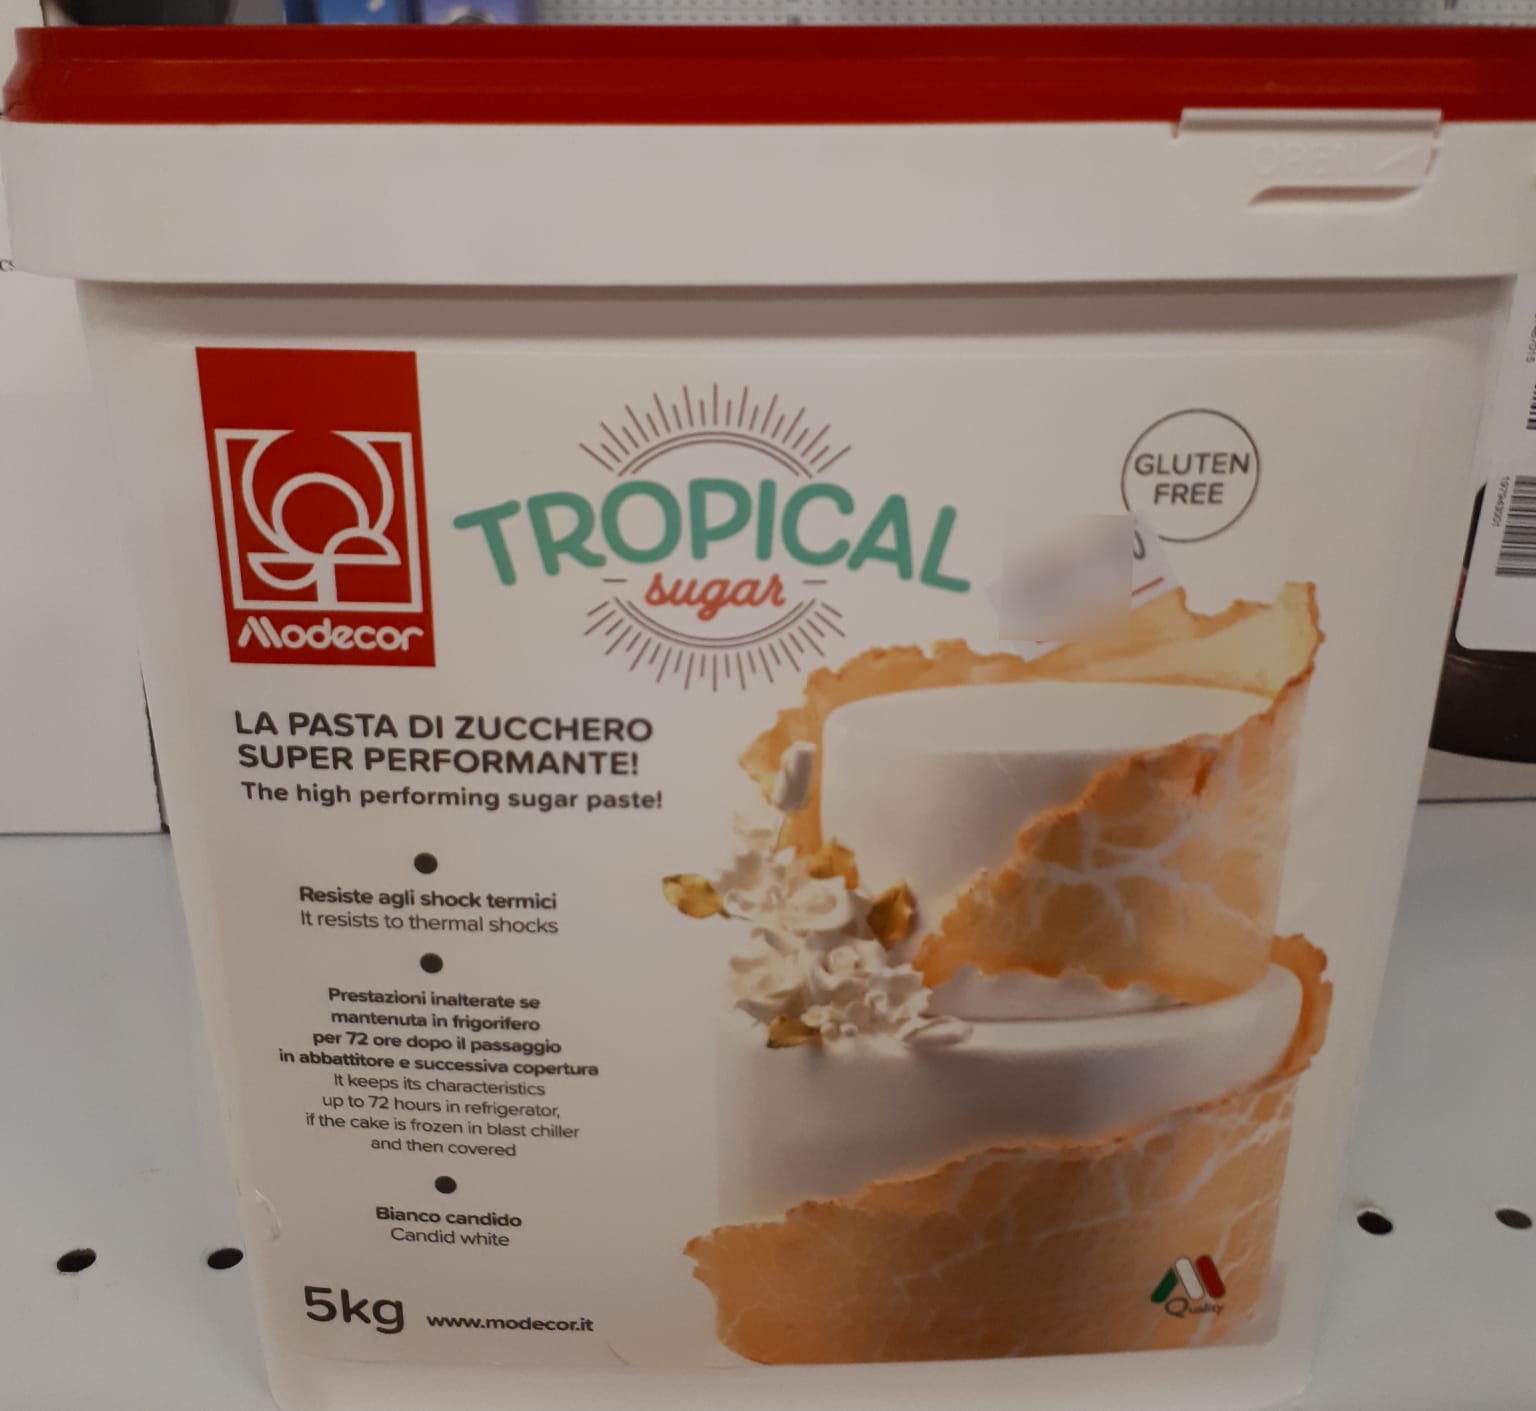 OPEN
Modecor
TROPICAL
sugar
GLUTEN
FREE
LA PASTA DI ZUCCHERO
SUPER PERFORMANTE!
The high performing sugar paste!
Resiste agli shock termici
It resists to thermal shocks
Prestazioni inalterate se
mantenuta in frigorifero
per 72 ore dopo il passaggio
in abbattitore e successiva copertura
It keeps its characteristics
up to 72 hours in refrigerator,
if the cake is frozen in blast chiller
and then covered
Bianco candido
Candid white
5kg www.modecor.it
Quality